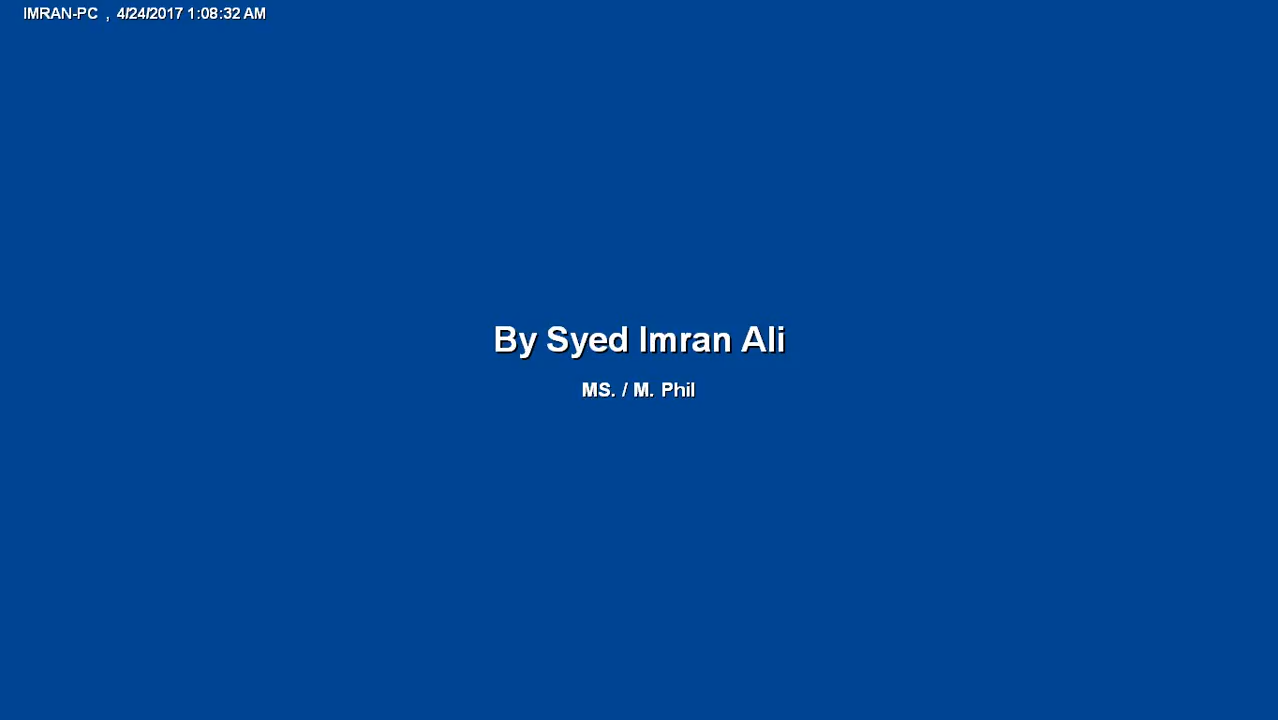 IMRAN-PC , 4/24/2017 1:08:32 AM
By Syed Imran Ali
MS. / M. Phil